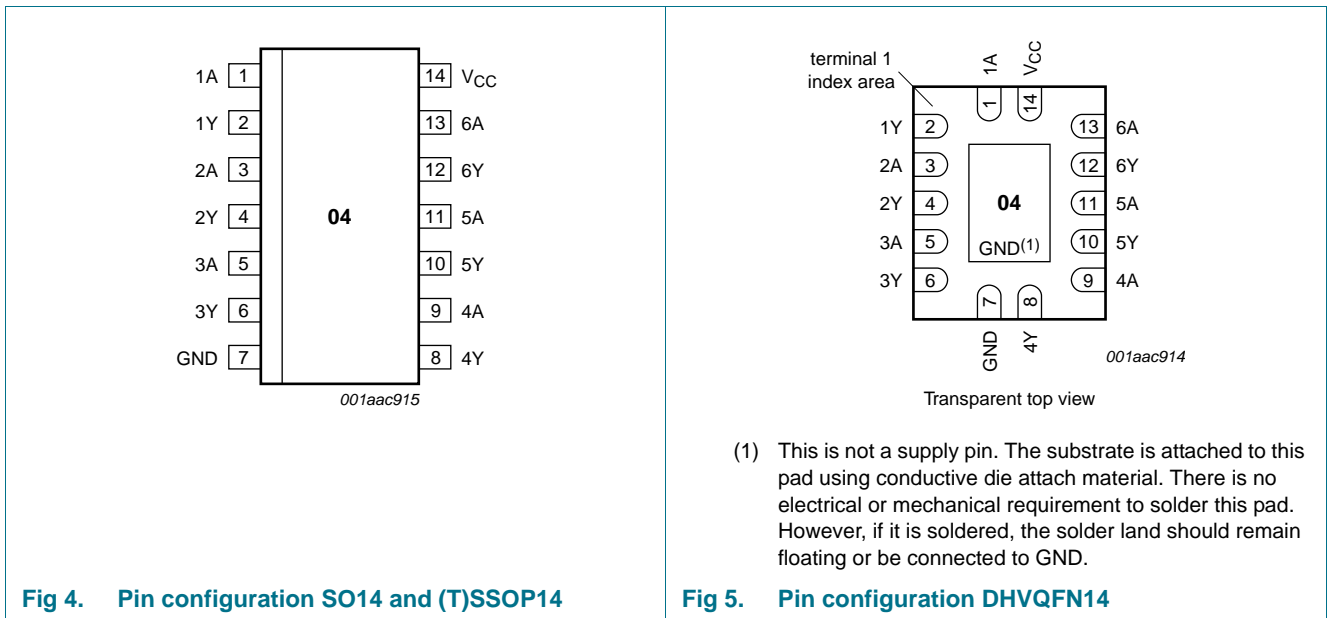 1A 1 14 VCC
1Y 2 13 6A
2A 3 12 6Y
2Y 4 04 11 5A
3A 5 10 5Y
3Y 6 9 4A
GND 7 8 4Y
001aac915
Fig 4. Pin configuration SO14 and (T)SSOP14
terminal 1
index area
1A VCC
1 14
1Y 2 13 6A
2A 3 12 6Y
2Y 4 04 11 5A
3A 5 GND(1) 10 5Y
3Y 6 9 4A
7 8
GND 4Y
001aac914
Transparent top view
(1) This is not a supply pin. The substrate is attached to this
pad using conductive die attach material. There is no
electrical or mechanical requirement to solder this pad.
However, if it is soldered, the solder land should remain
floating or be connected to GND.
Fig 5. Pin configuration DHVQFN14